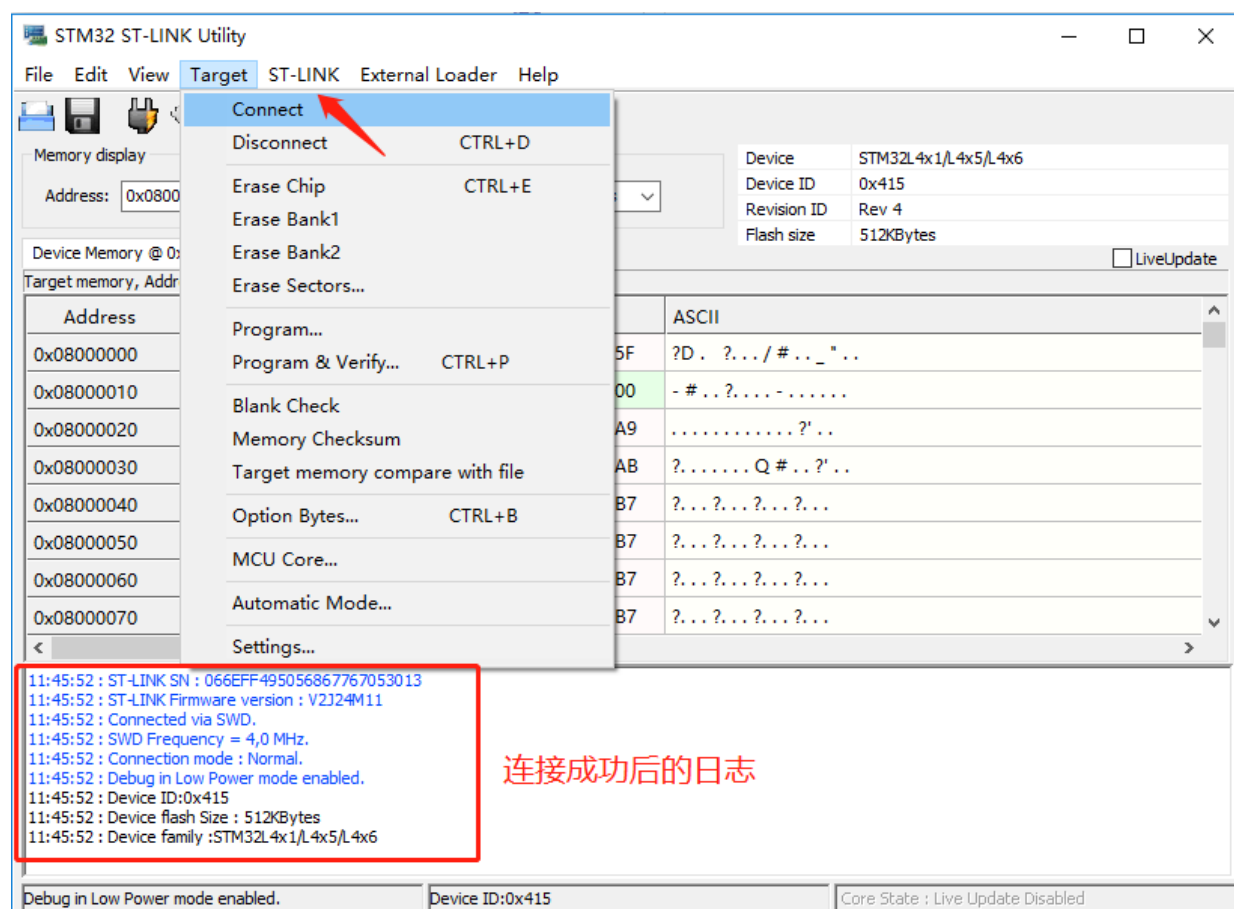 STM32 ST-LINK Utility
File Edit View Target ST-LINK External Loader Help
Connect
Disconnect CTRL+D
Erase Chip CTRL+E
Erase Bank1
Erase Bank2
Erase Sectors...
Program...
Program & Verify... CTRL+P
Blank Check
Memory Checksum
Target memory compare with file
Option Bytes... CTRL+B
MCU Core...
Automatic Mode...
Settings...
Memory display
Address: 0x0800
Device STM32L4x1/L4x5/L4x6
Device ID 0x415
Revision ID Rev 4
Flash size 512KBytes
Device Memory @ 0x
LiveUpdate
Target memory, Addr
Address ASCII
0x08000000 5F ?D . ?. . . / # . . _ " . .
0x08000010 00 - # . . ?. . . . - . . . . . .
0x08000020 A9 . . . . . . . . . . . . ?' . .
0x08000030 AB ?. . . . . . . Q # . . ?' . .
0x08000040 B7 ?. . . ?. . . ?. . . ?. . .
0x08000050 B7 ?. . . ?. . . ?. . . ?. . .
0x08000060 B7 ?. . . ?. . . ?. . . ?. . .
0x08000070 B7 ?. . . ?. . . ?. . . ?. . .
11:45:52 : ST-LINK SN : 066EFF495056867767053013
11:45:52 : ST-LINK Firmware version : V2J24M11
11:45:52 : Connected via SWD.
11:45:52 : SWD Frequency = 4,0 MHz.
11:45:52 : Connection mode : Normal.
11:45:52 : Debug in Low Power mode enabled.
11:45:52 : Device ID:0x415
11:45:52 : Device flash Size : 512KBytes
11:45:52 : Device family :STM32L4x1/L4x5/L4x6
连接成功后的日志
Debug in Low Power mode enabled. Device ID:0x415 Core State : Live Update Disabled